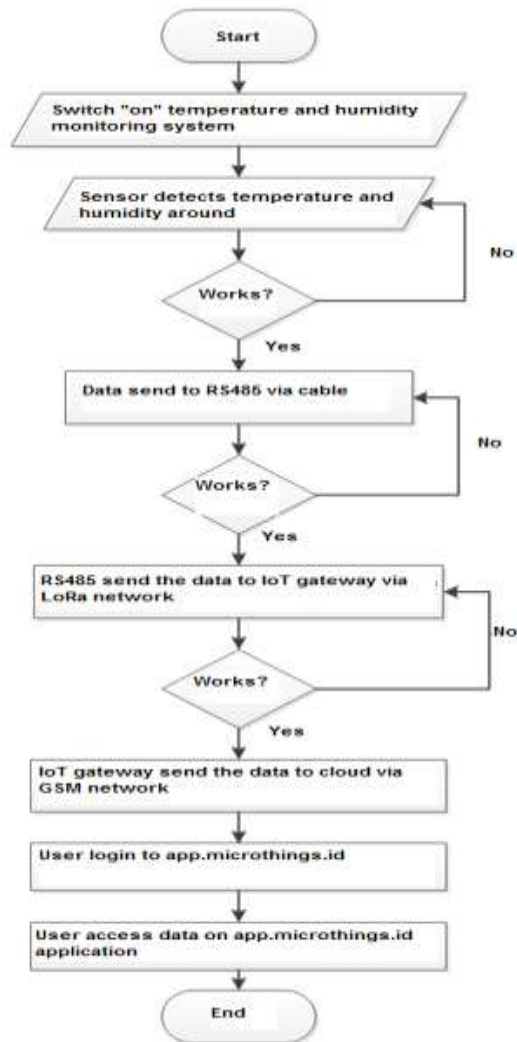 Start
Switch "on" temperature and humidity
monitoring system
Sensor detects temperature and
humidity around
No
Works?
Yes
Data send to RS485 via cable
No
Works?
Yes
RS485 send the data to IoT gateway via
LoRa network
No
Works?
Yes
IoT gateway send the data to cloud via
GSM network
User login to app.microthings.id
User access data on app.microthings.id
application
End